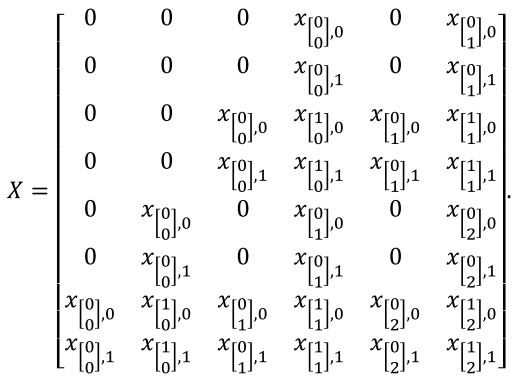 0 0 0 x_{[0 0],0} 0 x_{[0 1],0}
0 0 0 x_{[0 0],1} 0 x_{[0 1],1}
0 0 x_{[0 0],0} x_{[1 0],0} x_{[0 1],0} x_{[1 1],0}
0 0 x_{[0 0],1} x_{[1 0],1} x_{[0 1],1} x_{[1 1],1}
X = 0 x_{[0 0],0} 0 x_{[0 1],0} 0 x_{[0 2],0} .
0 x_{[0 0],1} 0 x_{[0 1],1} 0 x_{[0 2],1}
x_{[0 0],0} x_{[1 0],0} x_{[0 1],0} x_{[1 1],0} x_{[0 2],0} x_{[1 2],0}
x_{[0 0],1} x_{[1 0],1} x_{[0 1],1} x_{[1 1],1} x_{[0 2],1} x_{[1 2],1}